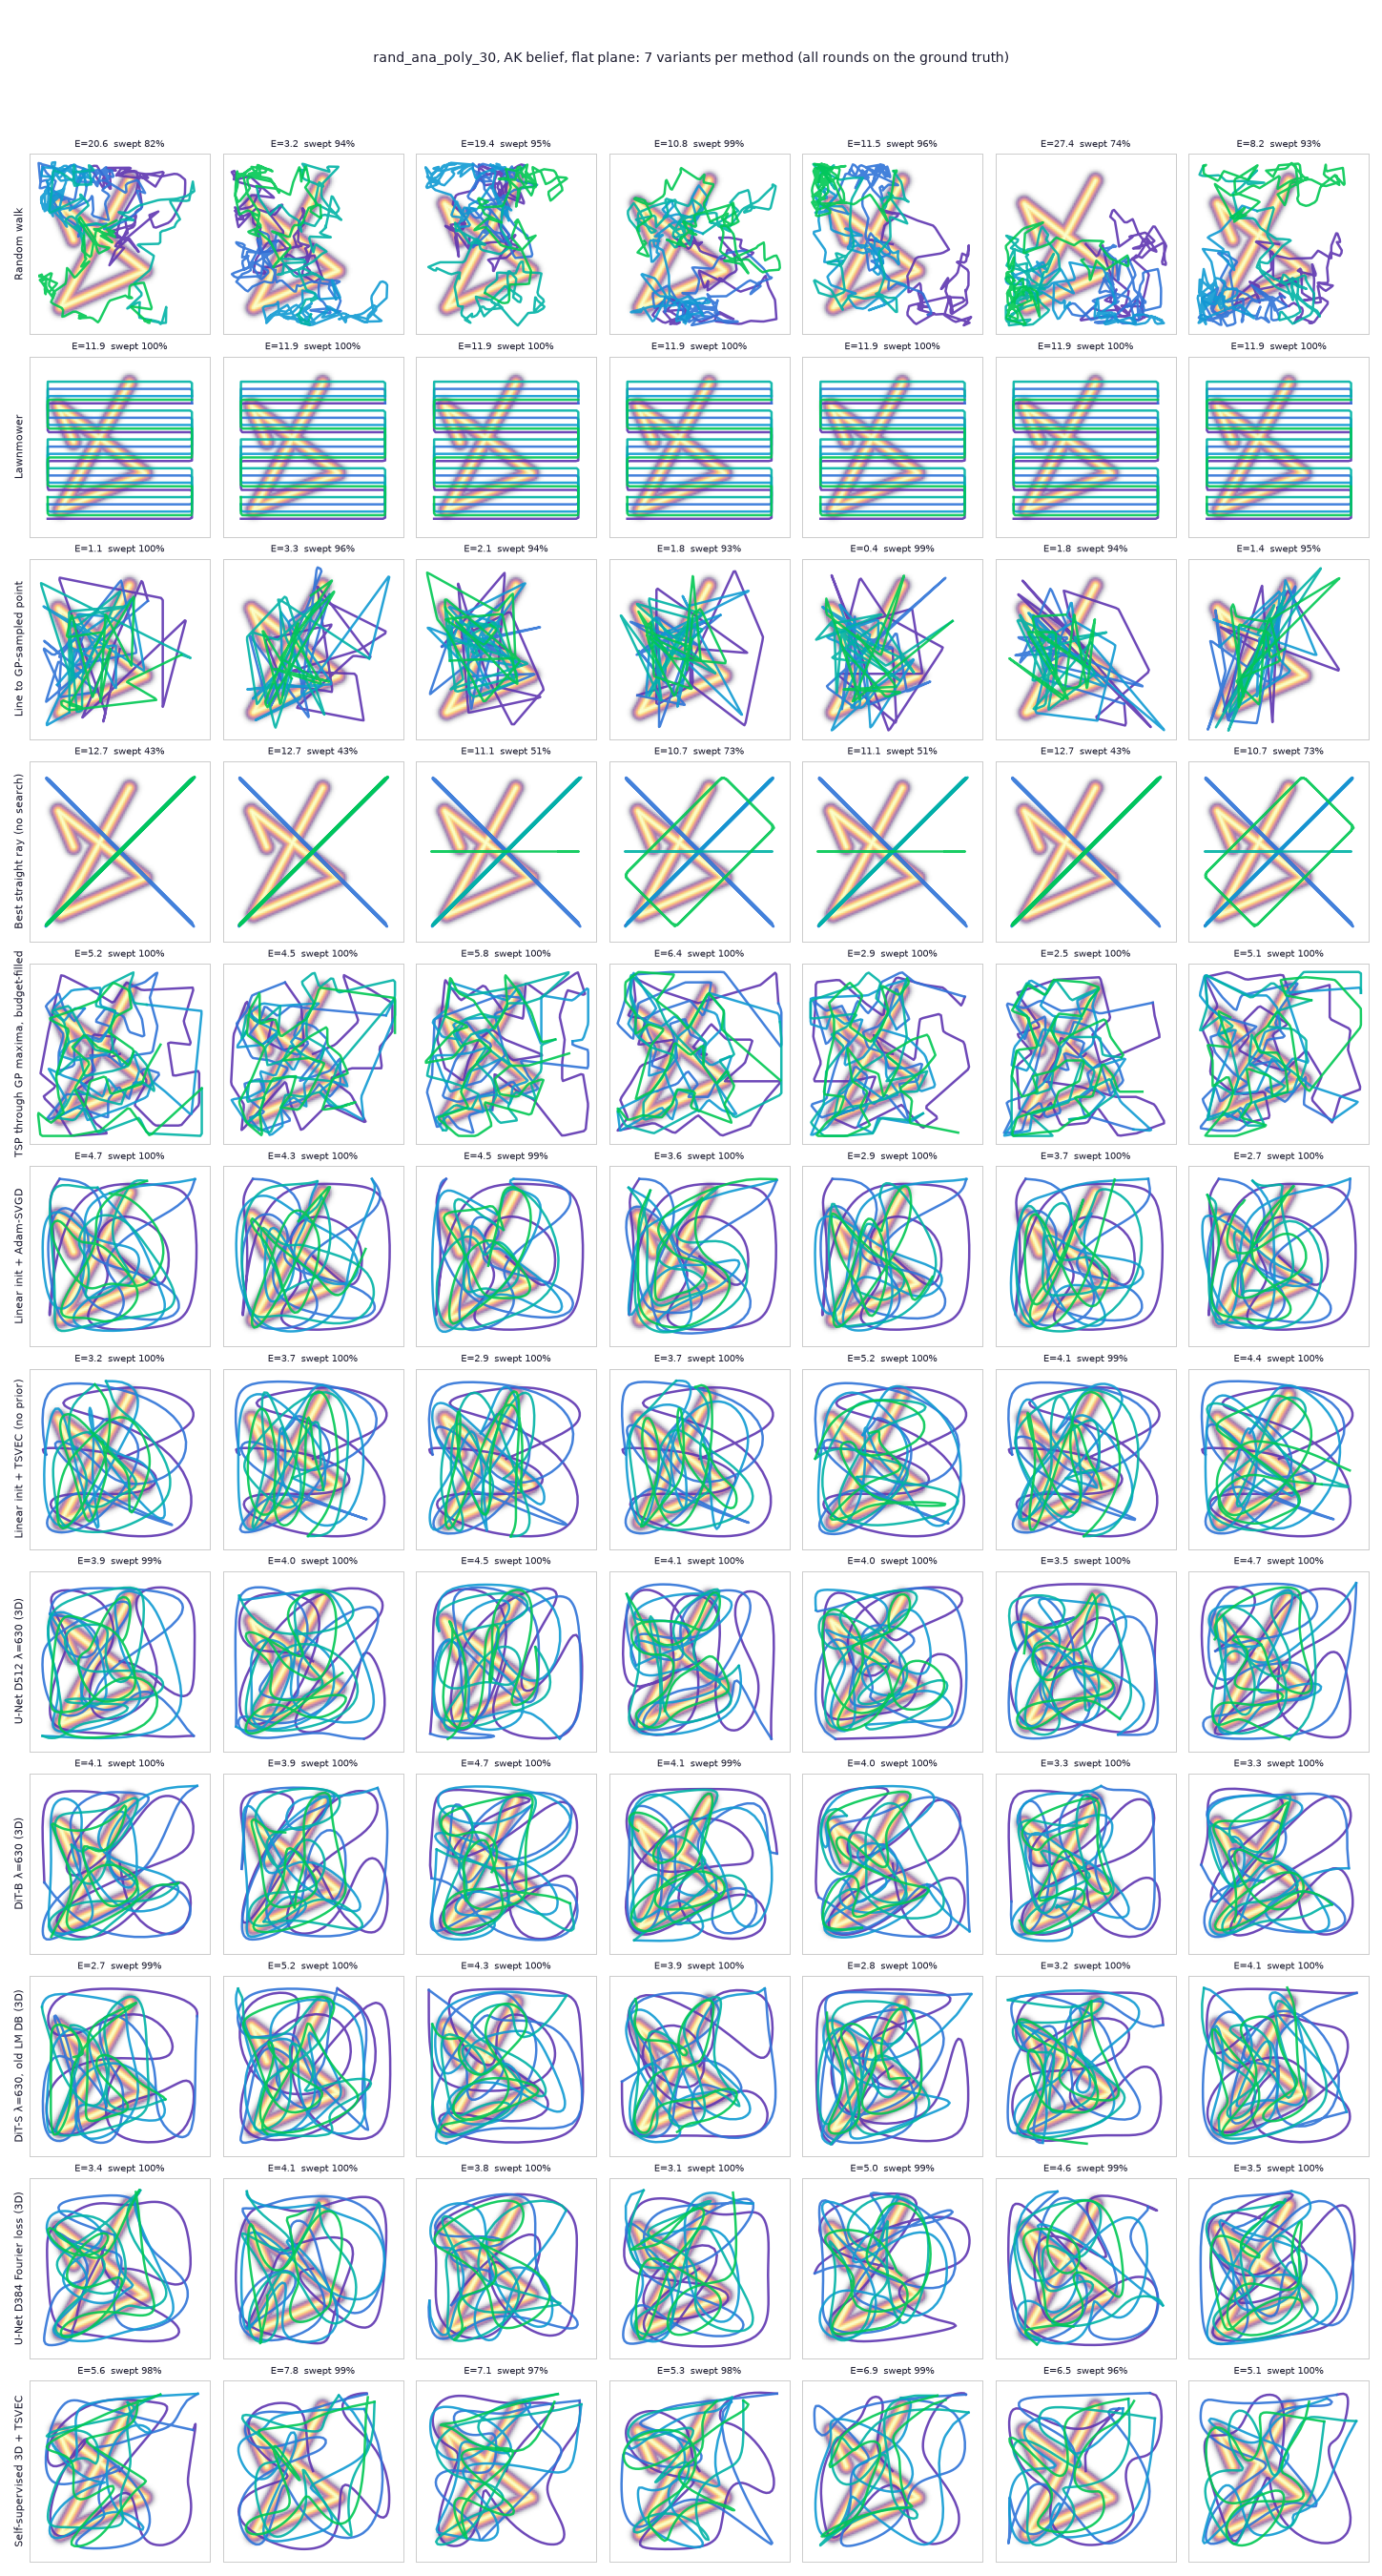 rand_ana_poly_30, AK belief, flat plane: 7 variants per method (all rounds on the ground truth)
E=20.6 swept 82% E=3.2 swept 94% E=19.4 swept 95% E=10.8 swept 99% E=11.5 swept 96% E=27.4 swept 74% E=8.2 swept 93%
Random walk
E=11.9 swept 100% E=11.9 swept 100% E=11.9 swept 100% E=11.9 swept 100% E=11.9 swept 100% E=11.9 swept 100% E=11.9 swept 100%
Lawnmower
E=1.1 swept 100% E=3.3 swept 96% E=2.1 swept 94% E=1.8 swept 93% E=0.4 swept 99% E=1.8 swept 94% E=1.4 swept 95%
Line to GP-sampled point
E=12.7 swept 43% E=12.7 swept 43% E=11.1 swept 51% E=10.7 swept 73% E=11.1 swept 51% E=12.7 swept 43% E=10.7 swept 73%
Best straight ray (no search)
E=5.2 swept 100% E=4.5 swept 100% E=5.8 swept 100% E=6.4 swept 100% E=2.9 swept 100% E=2.5 swept 100% E=5.1 swept 100%
TSP through GP maxima, budget-filled
E=4.7 swept 100% E=4.3 swept 100% E=4.5 swept 99% E=3.6 swept 100% E=2.9 swept 100% E=3.7 swept 100% E=2.7 swept 100%
Linear init + Adam-SVGD
E=3.2 swept 100% E=3.7 swept 100% E=2.9 swept 100% E=3.7 swept 100% E=5.2 swept 100% E=4.1 swept 99% E=4.4 swept 100%
Linear init + TSVEC (no prior)
E=3.9 swept 99% E=4.0 swept 100% E=4.5 swept 100% E=4.1 swept 100% E=4.0 swept 100% E=3.5 swept 100% E=4.7 swept 100%
U-Net D512 λ=630 (3D)
E=4.1 swept 100% E=3.9 swept 100% E=4.7 swept 100% E=4.1 swept 99% E=4.0 swept 100% E=3.3 swept 100% E=3.3 swept 100%
DiT-B λ=630 (3D)
E=2.7 swept 99% E=5.2 swept 100% E=4.3 swept 100% E=3.9 swept 100% E=2.8 swept 100% E=3.2 swept 100% E=4.1 swept 100%
DiT-S λ=630, old LM DB (3D)
E=3.4 swept 100% E=4.1 swept 100% E=3.8 swept 100% E=3.1 swept 100% E=5.0 swept 99% E=4.6 swept 99% E=3.5 swept 100%
U-Net D384 Fourier loss (3D)
E=5.6 swept 98% E=7.8 swept 99% E=7.1 swept 97% E=5.3 swept 98% E=6.9 swept 99% E=6.5 swept 96% E=5.1 swept 100%
Self-supervised 3D + TSVEC